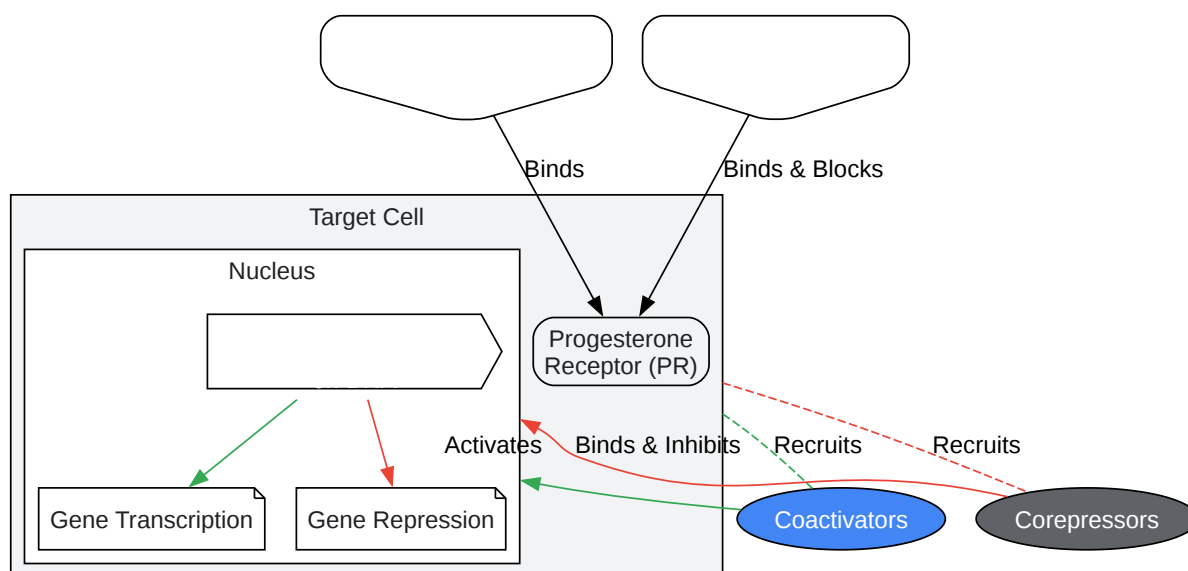 Binds
Binds & Blocks
Target Cell
Nucleus
Progesterone
Receptor (PR)
Activates
Binds & Inhibits
Recruits
Recruits
Gene Transcription
Gene Repression
Coactivators
Corepressors